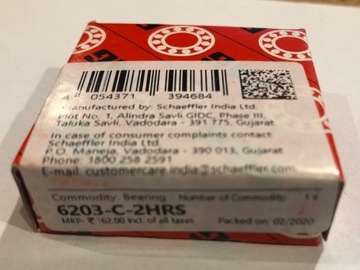 4 054371 394684
Manufactured by: Schaeffler India Ltd.
Plot No. 1, Alindra Savli GIDC, Phase III,
Taluka Savli, Vadodara - 391 775, Gujarat
In case of consumer complaints contact:
Schaeffler India Ltd.
P.O. Maneja, Vadodara - 390 013, Gujarat
Phone: 1800 258 2591
E-mail: customercare.india@schaeffler.com
Commodity: Bearing Number of Commodity:
6203-C-2HRS
MRP: ₹ 162.00 Incl. of all taxes Packed on: 02/2020